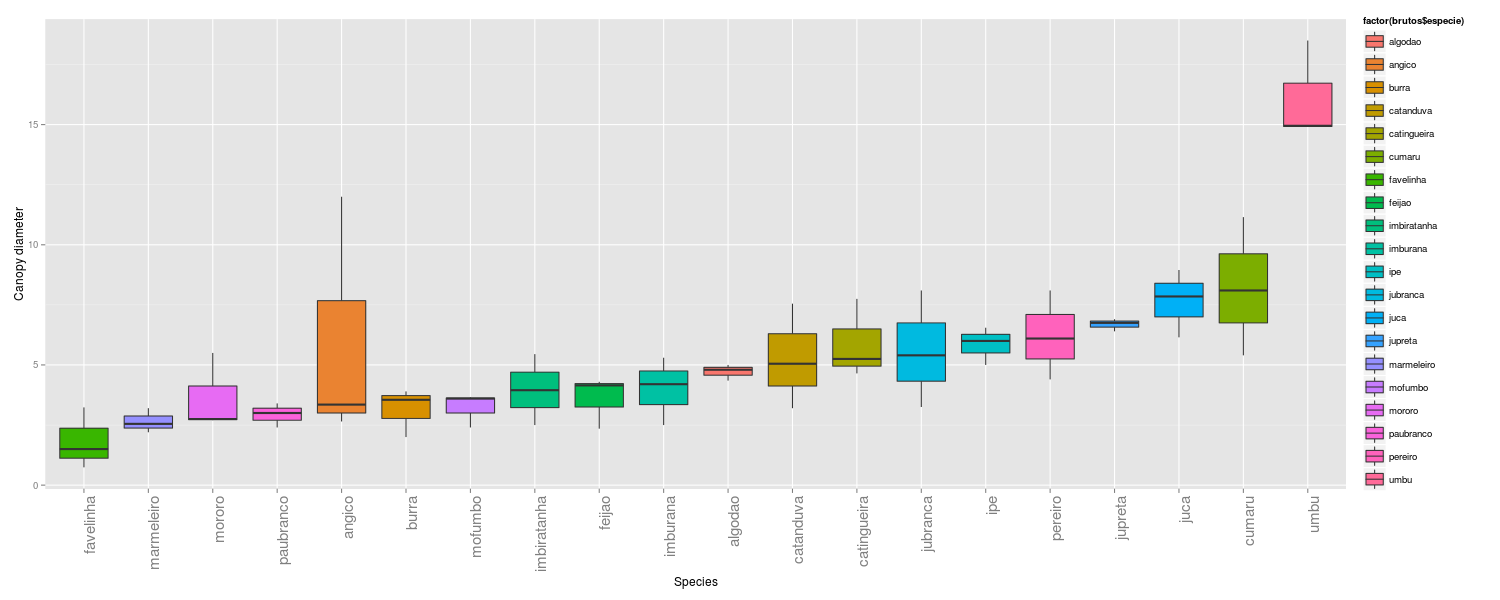 factor(brutos$especie)
algodao
angico
burra
catanduva
catingueira
cumaru
favelinha
feijao
imbiratanha
imburana
ipe
jubranca
juca
jupreta
marmeleiro
mofumbo
mororo
paubranco
pereiro
umbu
Canopy diameter
15
10
5
0
favelinha
marmeleiro
mororo
paubranco
angico
burra
mofumbo
imbiratanha
feijao
imburana
algodao
catanduva
catingueira
jubranca
ipe
pereiro
jupreta
juca
cumaru
umbu
Species